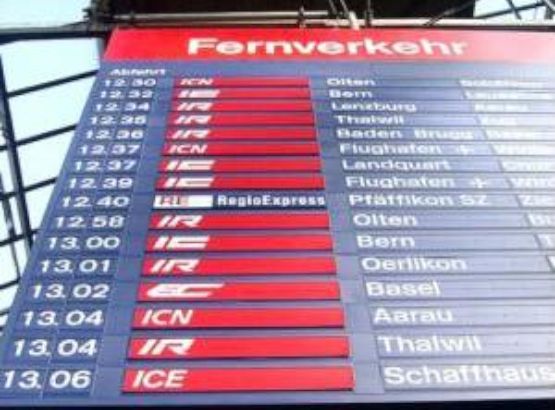 Fernverkehr
Abfahrt
12.30 ICN Olten
12.32 IC Bern
12.34 IR Lenzburg
12.35 IR Thalwil
12.36 IR Baden Brugg
12.37 ICN Flughafen +
12.37 IC Landquart
12.39 IC Flughafen +
12.40 RE RegioExpress Pfäffikon SZ
12.58 IR Olten
13.00 IC Bern
13.01 IR Oerlikon
13.02 EC Basel
13.04 ICN Aarau
13.04 IR Thalwil
13.06 ICE Schaffhaus